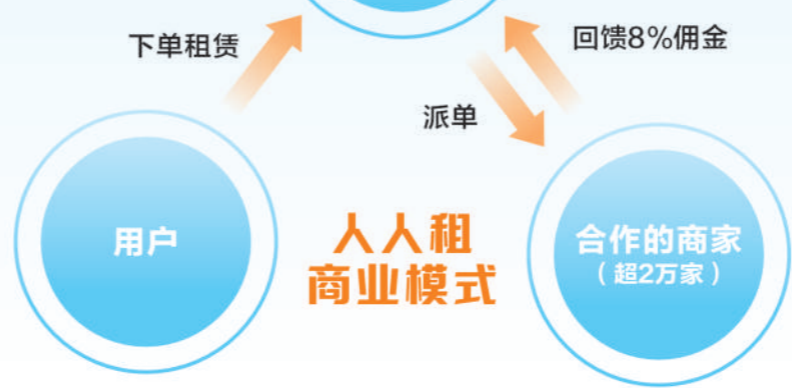 下单租赁
回馈8%佣金
派单
用户
人人租
商业模式
合作的商家
（超2万家）